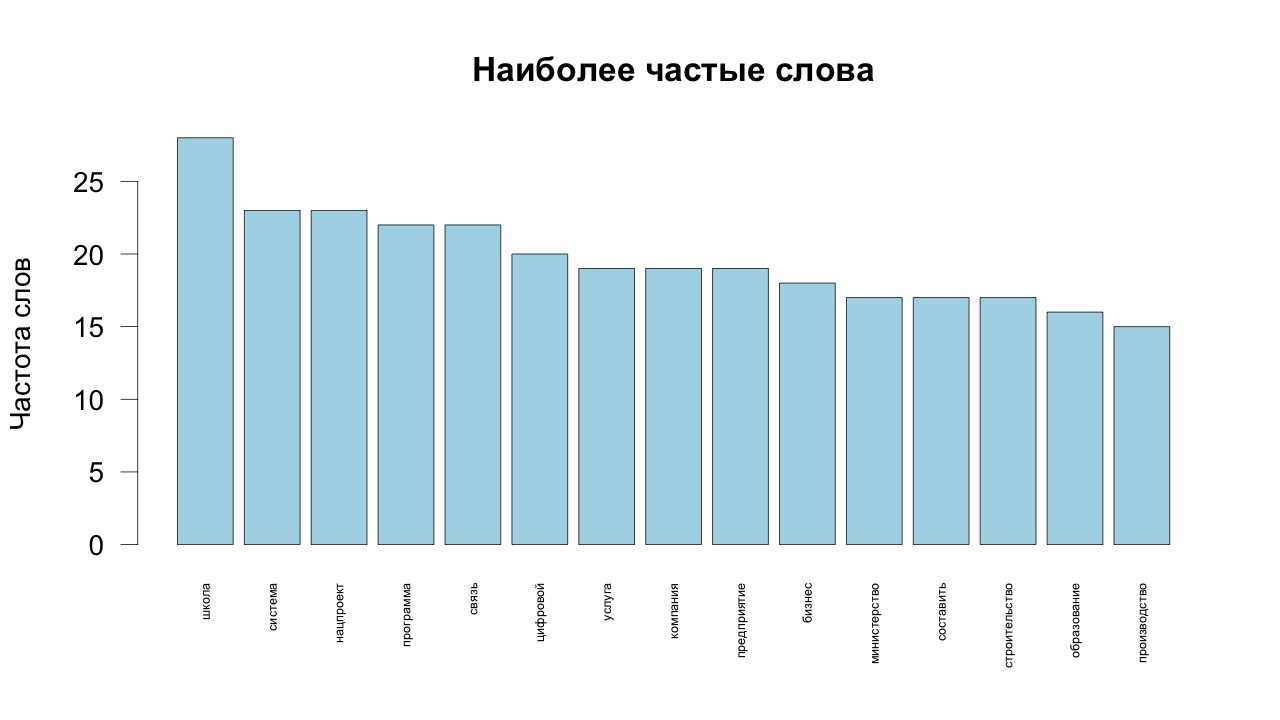 Наиболее частые слова
Частота слов
25
20
15
10
5
0
школа
система
нацпроект
программа
связь
цифровой
услуга
компания
предприятие
бизнес
министерство
составить
строительство
образование
производство